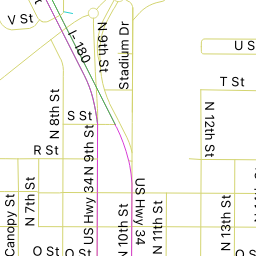 V St
I- 180
N 9th St
Stadium Dr
U S
T St
N 8th St
S St
N 12th St
R St
US Hwy 34
N 9th St
N 7th St
Canopy St
US Hwy 34
N 10th St
N 11th St
N 13th St
O St
O St
O St